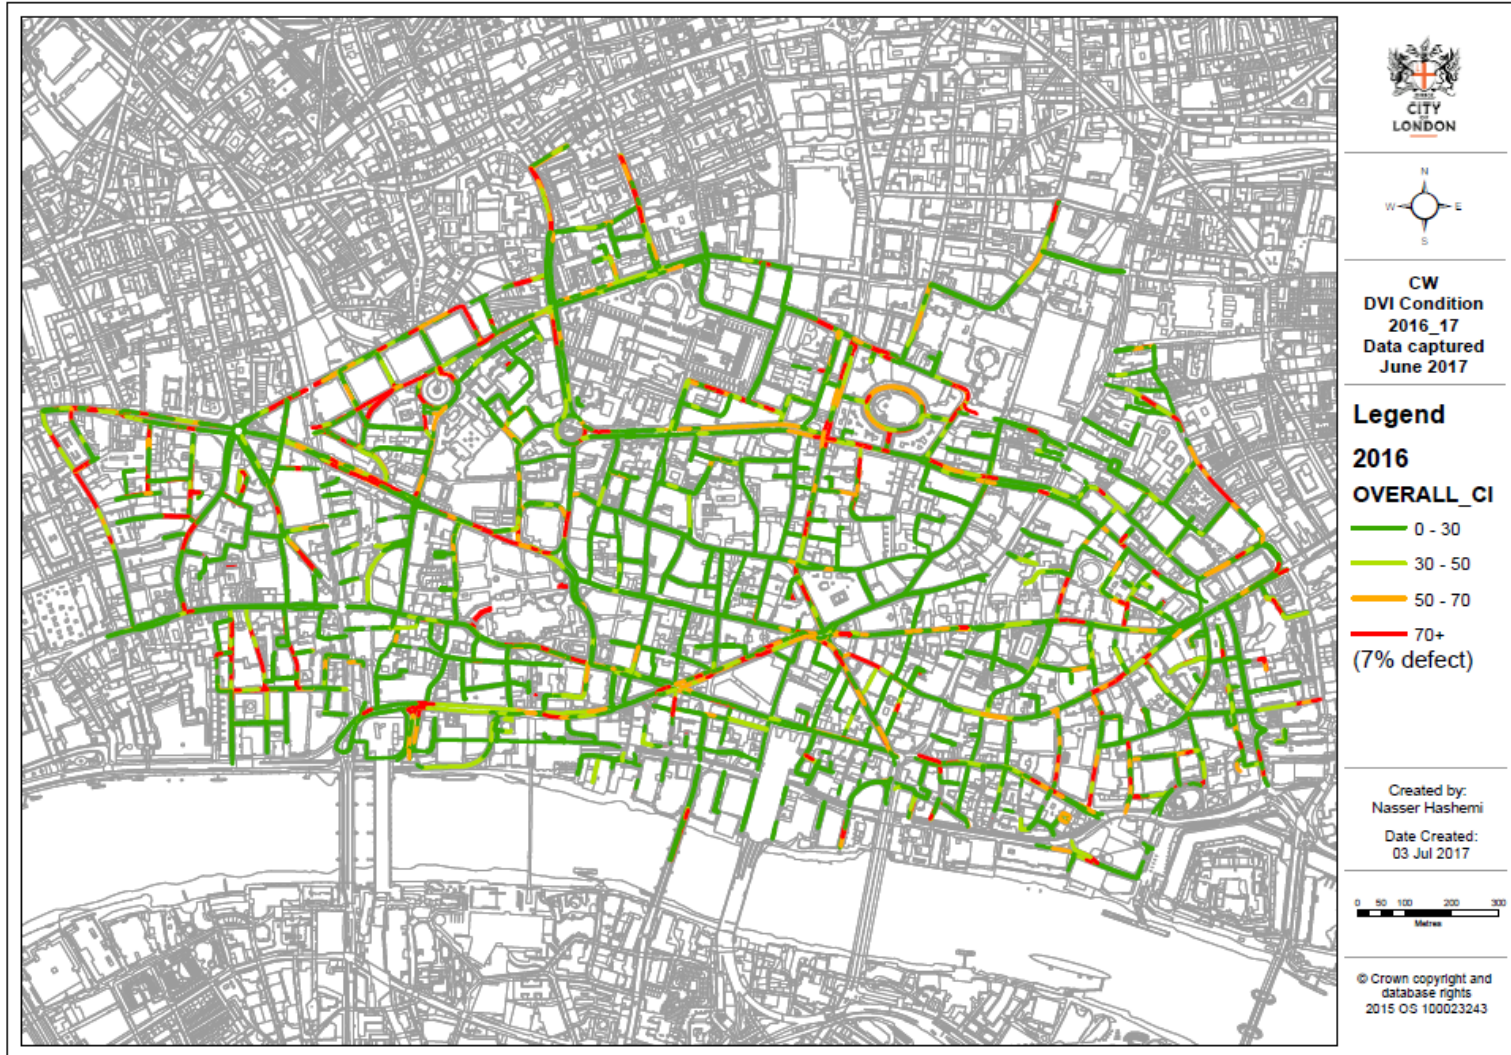 CITY
OF
LONDON
N
W
E
S
CW
DVI Condition
2016_17
Data captured
June 2017
Legend
2016
OVERALL_CI
0 - 30
30 - 50
50 - 70
70+
(7% defect)
Created by:
Nasser Hashemi
Date Created:
03 Jul 2017
0 50 100 200 300
Metres
© Crown copyright and
database rights
2015 OS 100023243